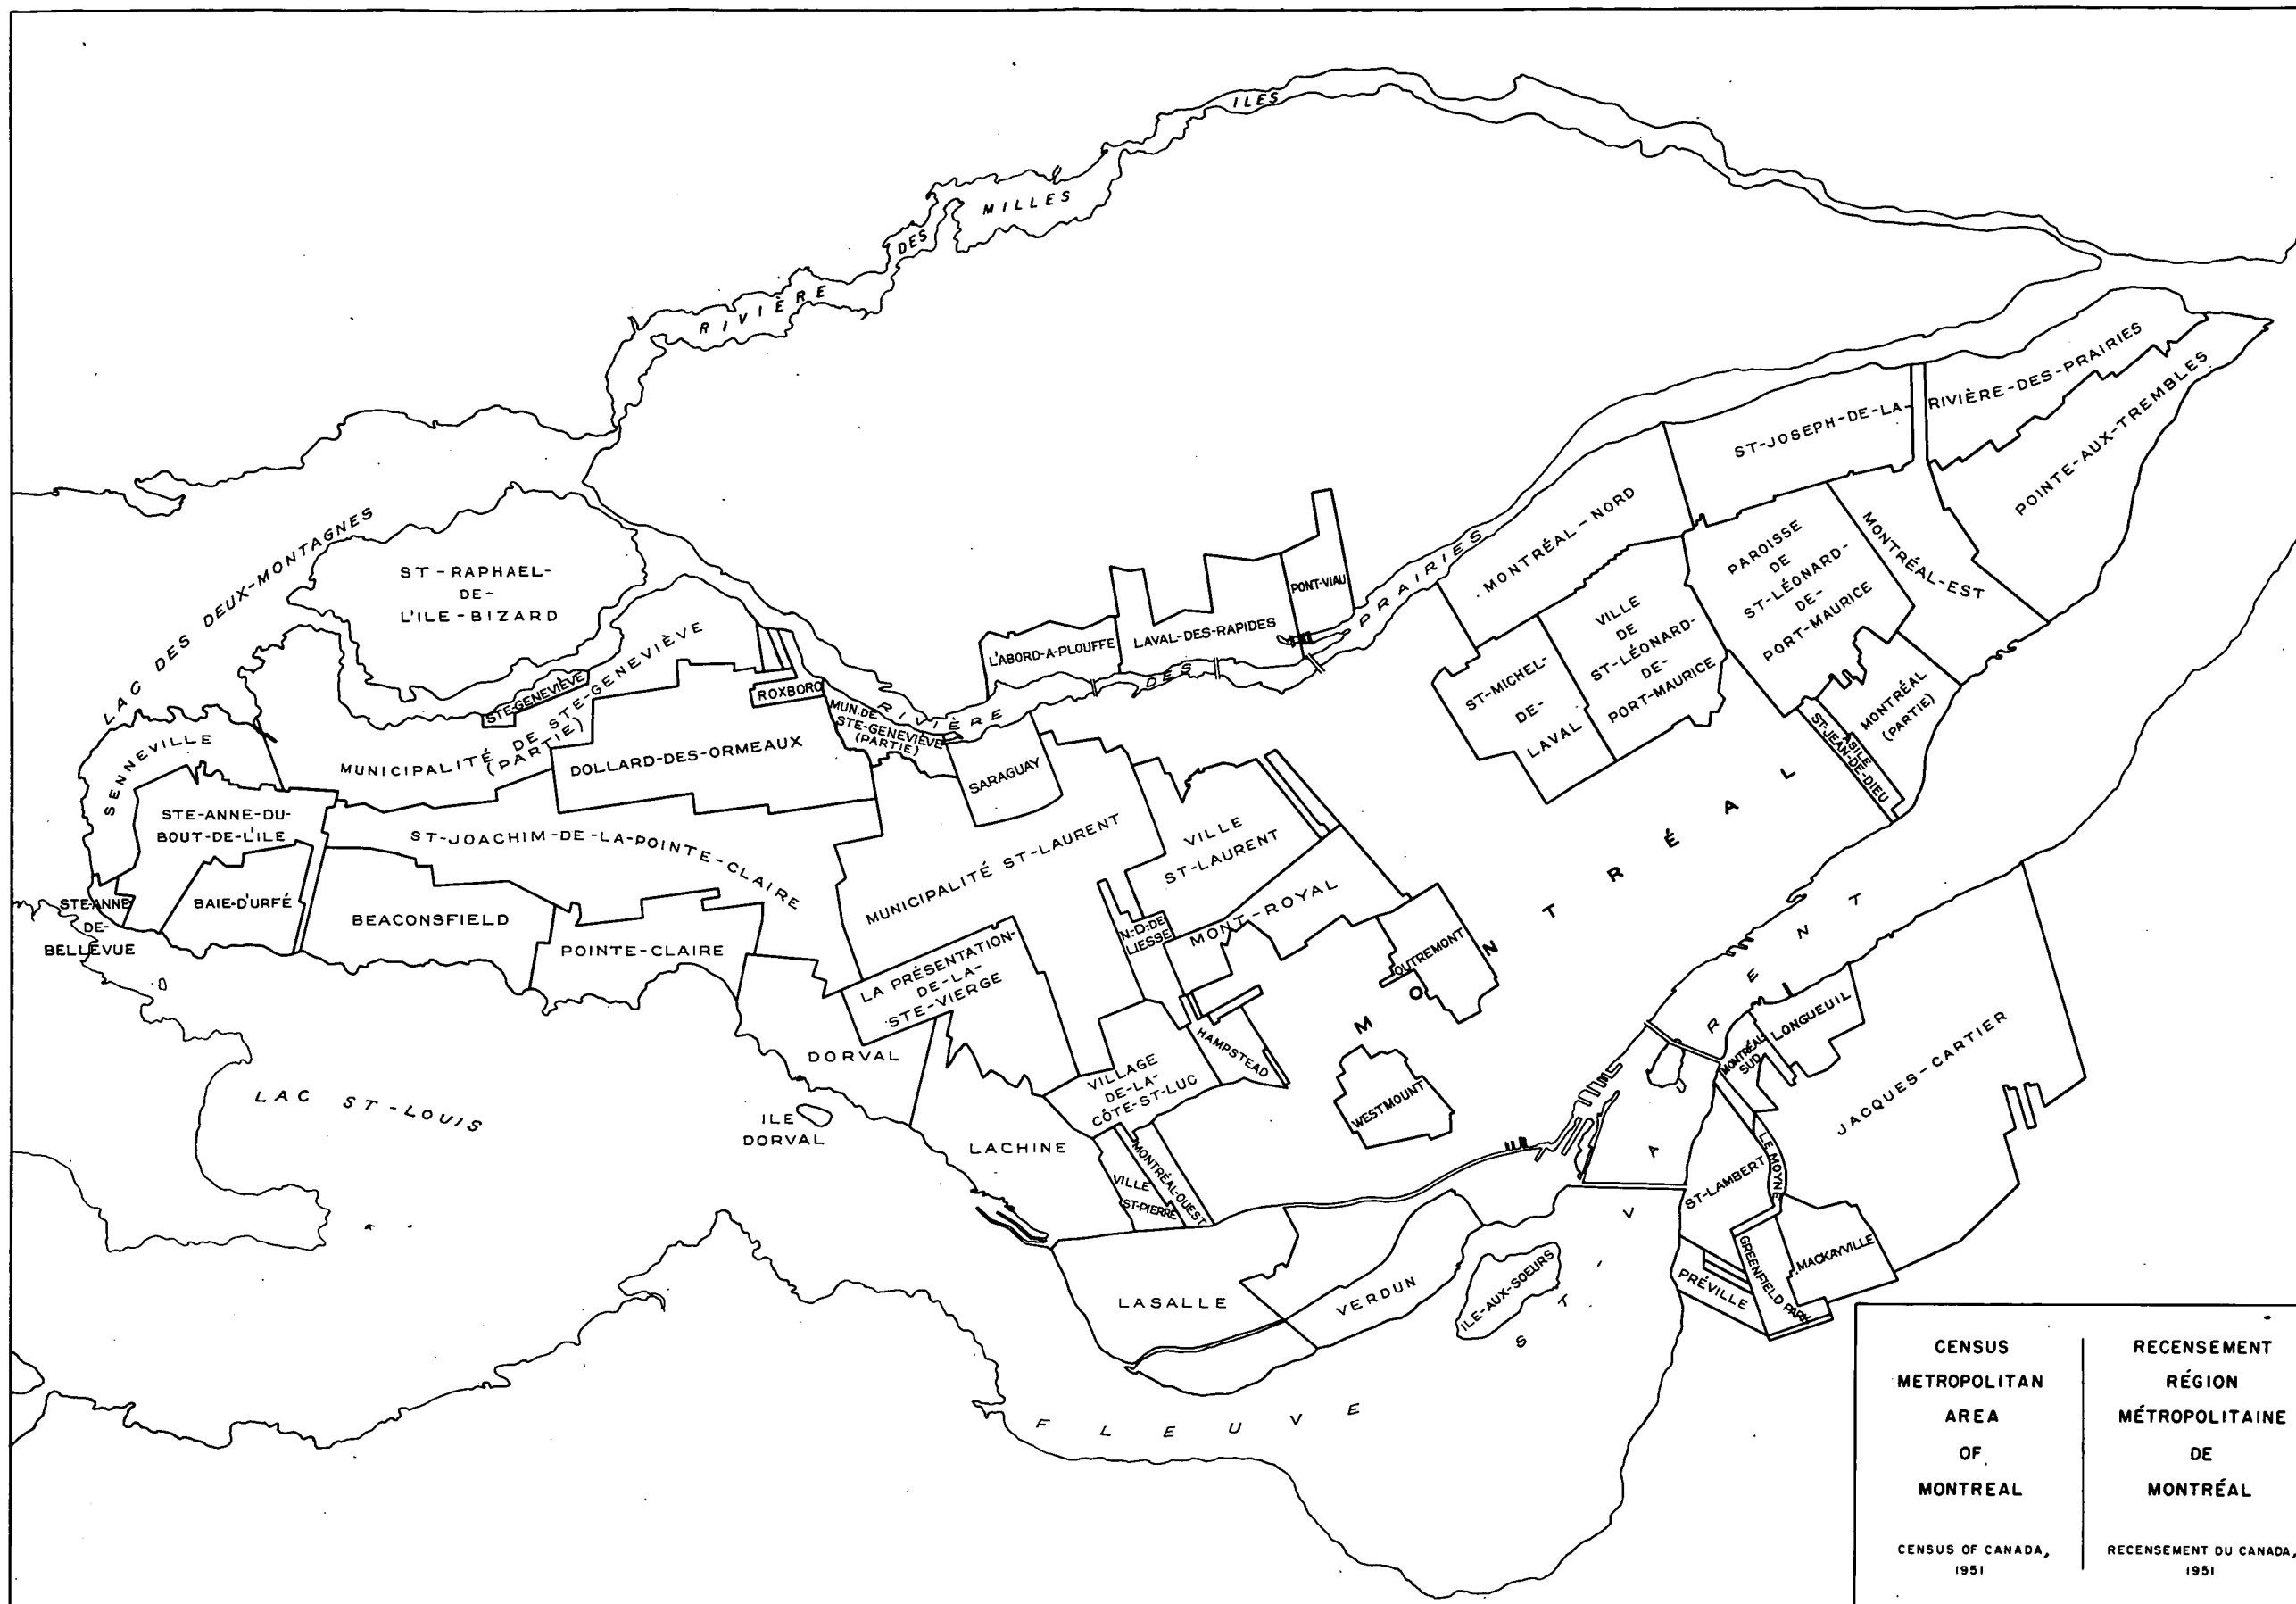 ILES
MILLES
DES
RIVIÈRE
LAC DES DEUX-MONTAGNES
ST-RAPHAEL-
DE-
L'ILE-BIZARD
STE-GENEVIÈVE
MUNICIPALITÉ DE STE-GENEVIÈVE
(PARTIE)
ROXBORO
MUN. DE
STE-GENEVIÈVE
(PARTIE)
RIVIÈRE DES PRAIRIES
L'ABORD-A-PLOUFFE
LAVAL-DES-RAPIDES
PONT-VIAU
MONTRÉAL-NORD
ST-JOSEPH-DE-LA-RIVIÈRE-DES-PRAIRIES
POINTE-AUX-TREMBLES
MONTRÉAL-EST
PAROISSE
DE
ST-LÉONARD-
DE-
PORT-MAURICE
VILLE
DE
ST-LÉONARD-
DE-
PORT-MAURICE
ST-MICHEL-
DE-
LAVAL
MONTRÉAL
(PARTIE)
ASILE
ST-JEAN-DE-DIEU
SENNEVILLE
STE-ANNE-DU-
BOUT-DE-L'ILE
DOLLARD-DES-ORMEAUX
SARAGUAY
ST-JOACHIM-DE-LA-POINTE-CLAIRE
MUNICIPALITÉ ST-LAURENT
VILLE
ST-LAURENT
STE-ANNE
DE-
BELLEVUE
BAIE-D'URFÉ
BEACONSFIELD
POINTE-CLAIRE
N.-D.-DE-
LIESSE
MONT-ROYAL
OUTREMONT
MONTRÉAL
LA PRÉSENTATION-
DE-LA-
STE-VIERGE
DORVAL
ILE
DORVAL
LAC ST-LOUIS
LACHINE
VILLAGE
DE-LA-
CÔTE-ST-LUC
HAMPSTEAD
WESTMOUNT
VILLE
ST-PIERRE
MONTRÉAL-OUEST
LASALLE
VERDUN
ILE-AUX-SOEURS
FLEUVE ST-LAURENT
LONGUEUIL
MONTRÉAL-
SUD
JACQUES-CARTIER
LE MOYNE
ST-LAMBERT
GREENFIELD PARK
MACKAYVILLE
PRÉVILLE
CENSUS
METROPOLITAN
AREA
OF
MONTREAL
CENSUS OF CANADA,
1951
RECENSEMENT
RÉGION
MÉTROPOLITAINE
DE
MONTRÉAL
RECENSEMENT DU CANADA,
1951